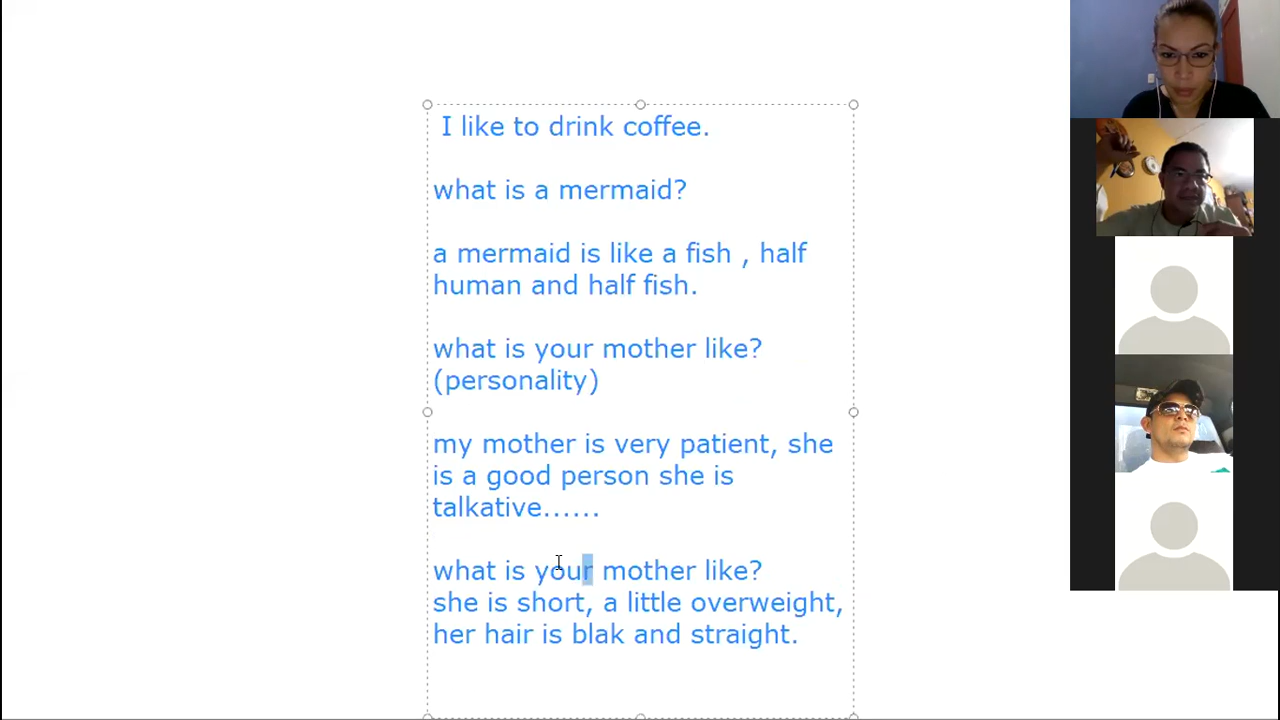 I like to drink coffee.
what is a mermaid?
a mermaid is like a fish , half
human and half fish.
what is your mother like?
(personality)
my mother is very patient, she
is a good person she is
talkative......
what is your mother like?
she is short, a little overweight,
her hair is blak and straight.